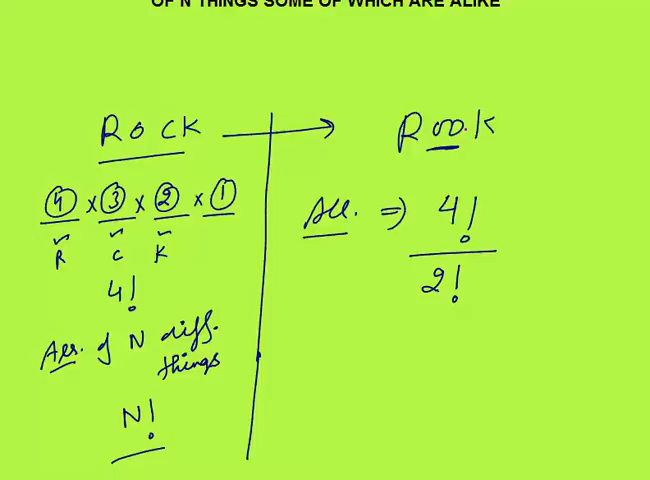 OF N THINGS SOME OF WHICH ARE ALIKE
ROCK → ROOK
4 × 3 × 2 × 1
R C K
4!
Arr. of N diff.
things
N!
⇒ 4!
2!